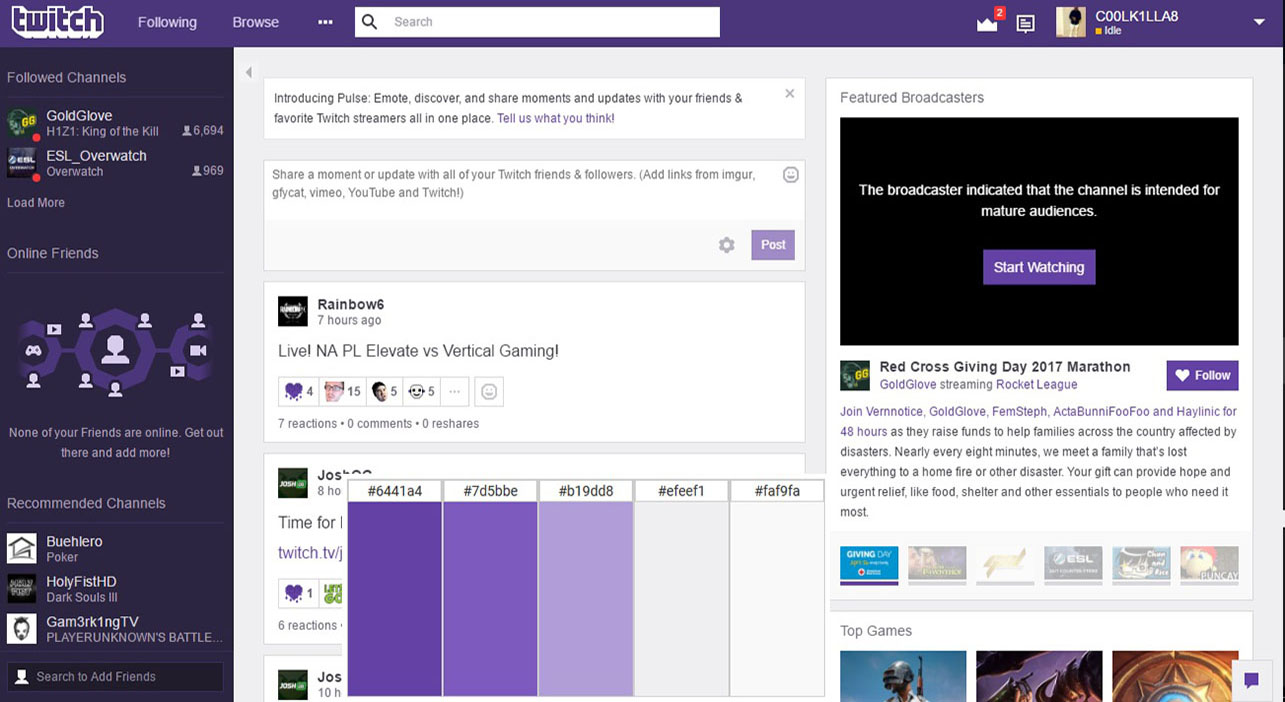 twitch
Following
Browse
Search
2
C00LK1LLA8
Idle
Followed Channels
GoldGlove
H1Z1: King of the Kill 6,694
ESL_Overwatch
Overwatch 969
Load More
Online Friends
None of your Friends are online. Get out
there and add more!
Recommended Channels
Buehlero
Poker
HolyFistHD
Dark Souls III
Gam3rk1ngTV
PLAYERUNKNOWN'S BATTLE...
Search to Add Friends
Introducing Pulse: Emote, discover, and share moments and updates with your friends &
favorite Twitch streamers all in one place. Tell us what you think!
Share a moment or update with all of your Twitch friends & followers. (Add links from imgur,
gfycat, vimeo, YouTube and Twitch!)
Post
Rainbow6
7 hours ago
Live! NA PL Elevate vs Vertical Gaming!
4 15 5 5 ...
7 reactions • 0 comments • 0 reshares
JOSH OG
JoshOG
8 ho
Time for
twitch.tv/j
1
6 reactions •
JOSH OG
Jos
10 h
#6441a4 #7d5bbe #b19dd8 #efeef1 #faf9fa
Featured Broadcasters
The broadcaster indicated that the channel is intended for
mature audiences.
Start Watching
GG
Red Cross Giving Day 2017 Marathon
GoldGlove streaming Rocket League
Follow
Join Vernnotice, GoldGlove, FemSteph, ActaBunniFooFoo and Haylinic for
48 hours as they raise funds to help families across the country affected by
disasters. Nearly every eight minutes, we meet a family that's lost
everything to a home fire or other disaster. Your gift can provide hope and
urgent relief, like food, shelter and other essentials to people who need it
most.
GIVING DAY
ESL
PUNCAY
Top Games